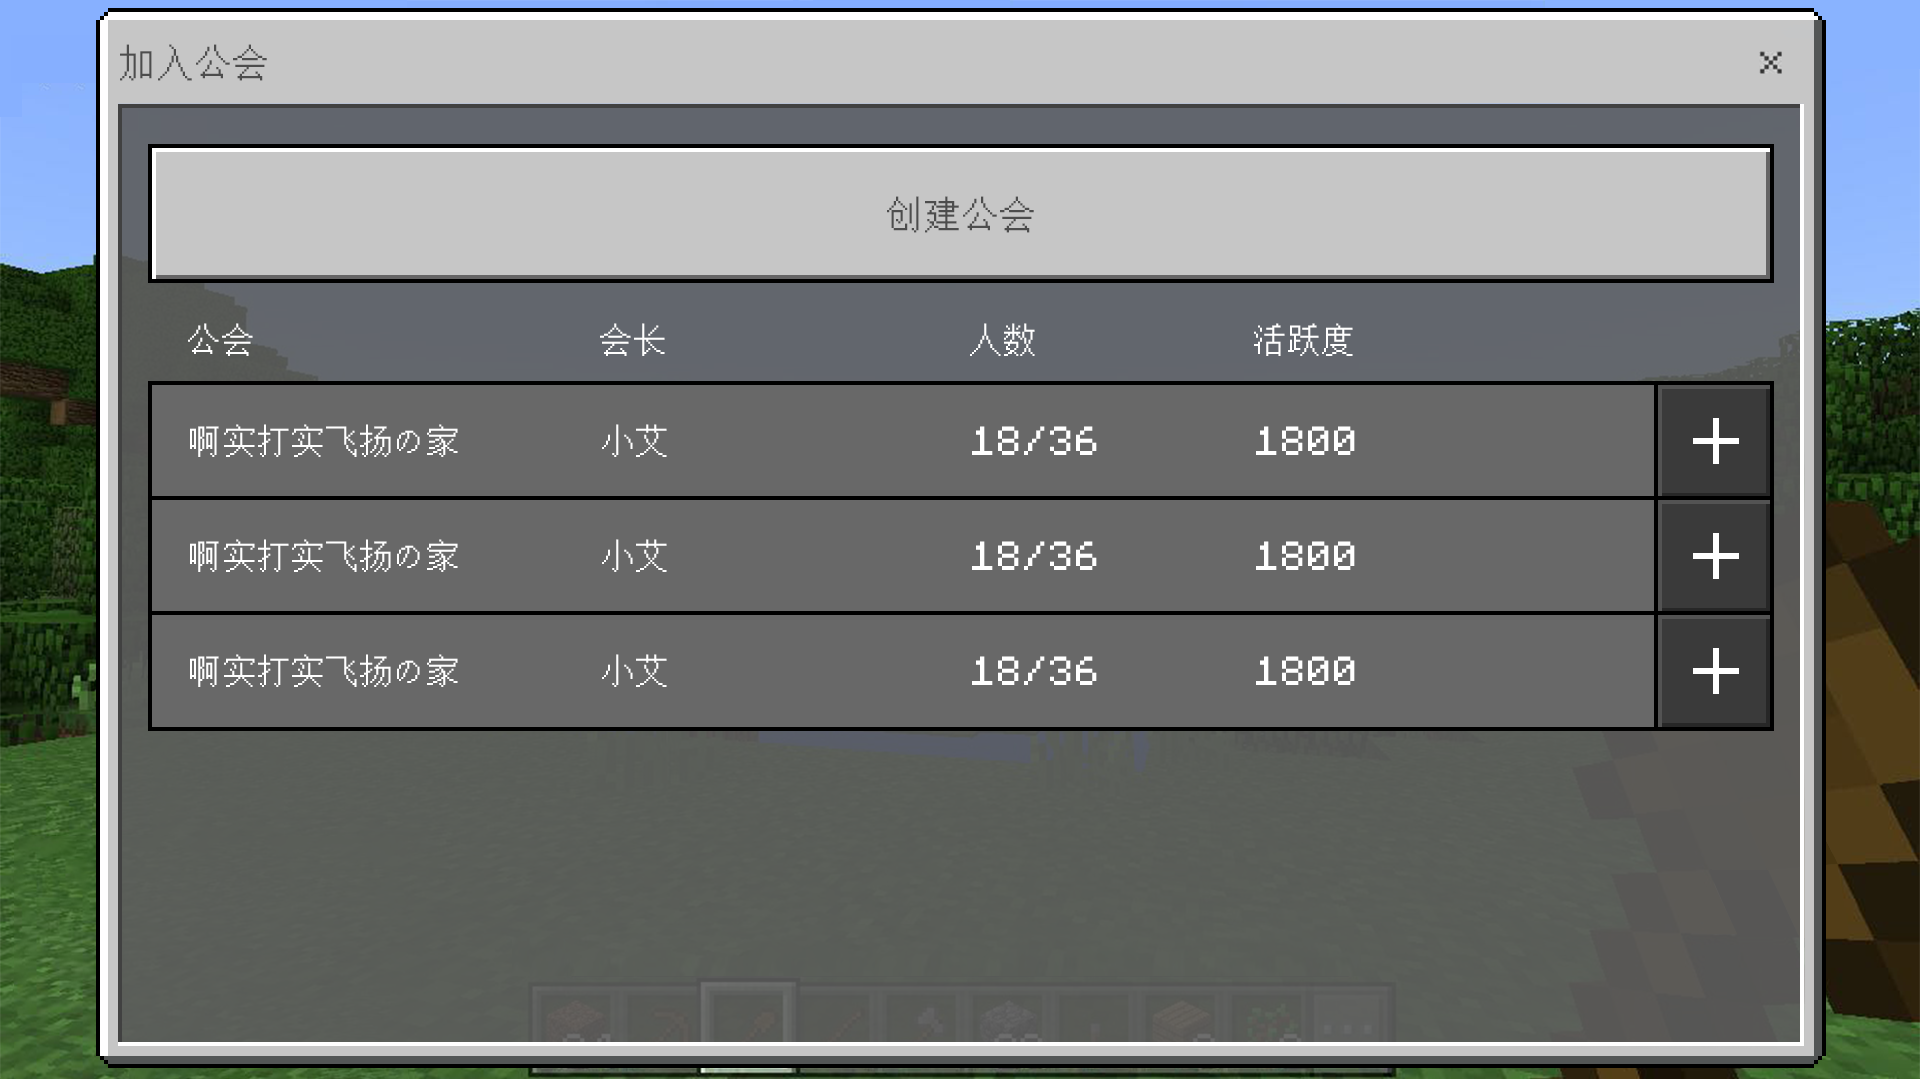 加入公会
创建公会
公会 会长 人数 活跃度
啊实打实飞扬の家 小艾 18/36 1800
啊实打实飞扬の家 小艾 18/36 1800
啊实打实飞扬の家 小艾 18/36 1800